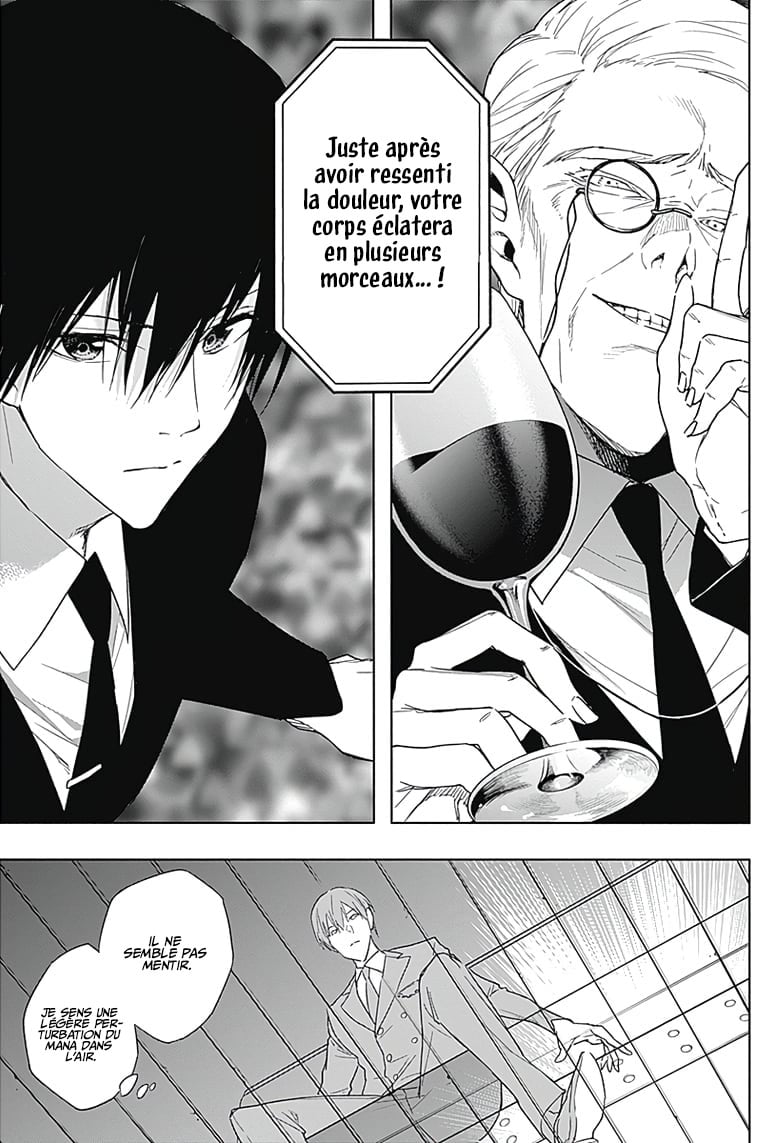 Juste après
avoir ressenti
la douleur, votre
corps éclatera
en plusieurs
morceaux... !
IL NE
SEMBLE PAS
MENTIR.
JE SENS UNE
LÉGÈRE PER-
TURBATION DU
MANA DANS
L'AIR.